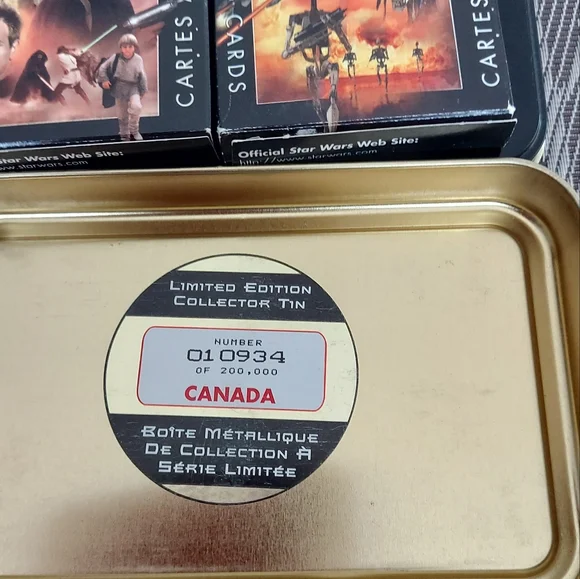 CARTES
CARDS
CARTES
Star Wars Web Site:
www.starwars.com
Official Star Wars Web Site:
http://www.starwars.com
LIMITED EDITION
COLLECTOR TIN
NUMBER
010934
OF 200,000
CANADA
BOÎTE MÉTALLIQUE
DE COLLECTION À
SÉRIE LIMITÉE